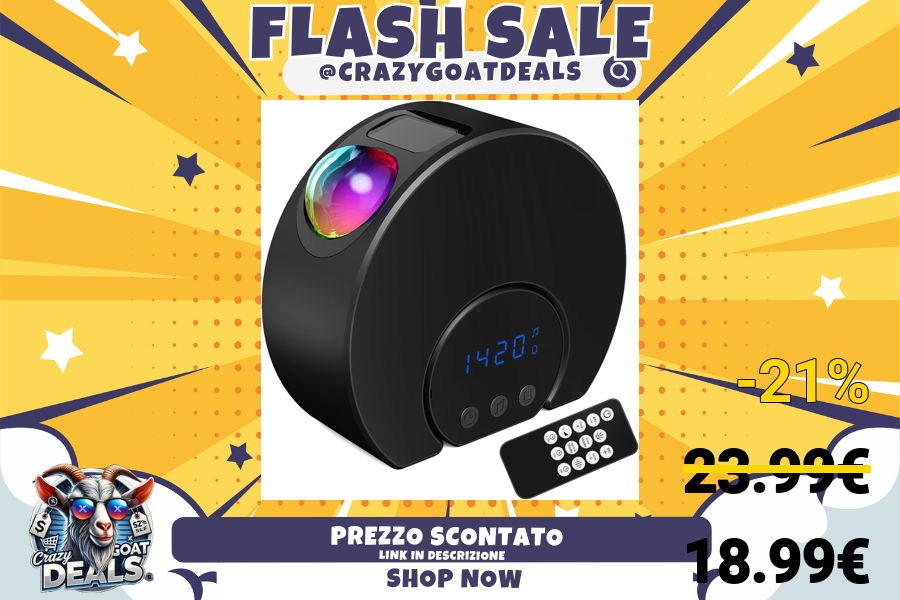 FLASH SALE
@CRAZYGOATDEALS
1420
-21%
23.99€
18.99€
PREZZO SCONTATO
LINK IN DESCRIZIONE
SHOP NOW
$
52%
Crazy
GOAT
DEALS